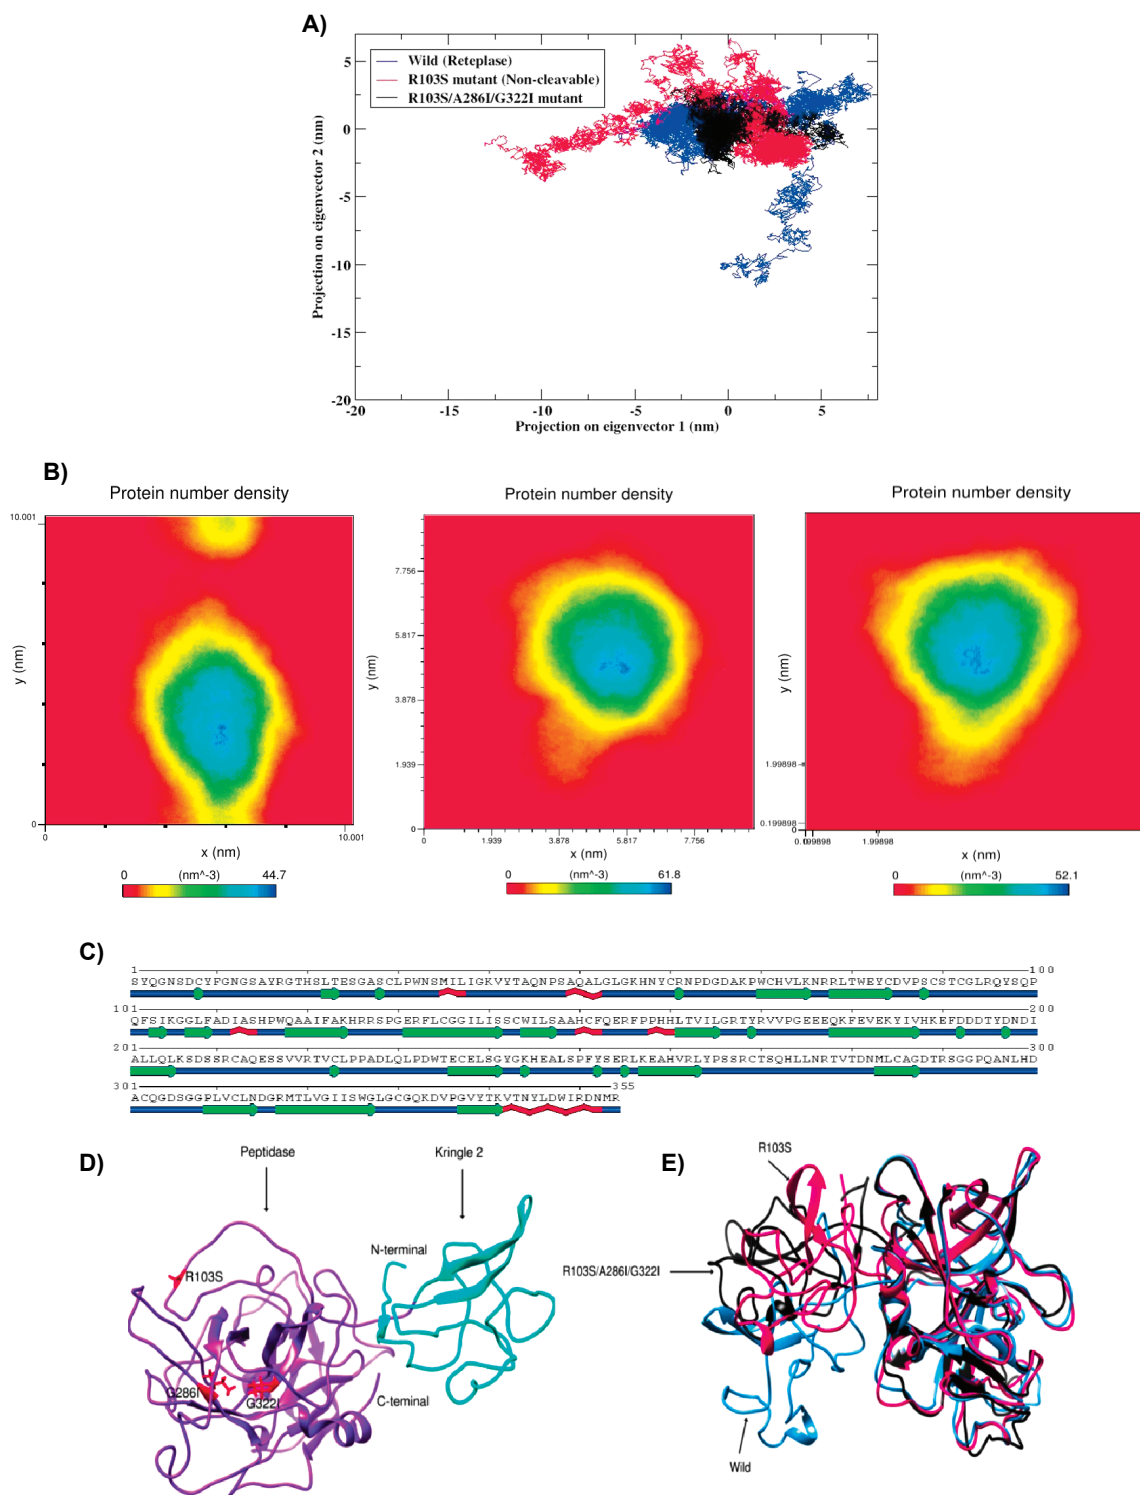 A)
Wild (Reteplase)
R103S mutant (Non-cleavable)
R103S/A286I/G322I mutant
Projection on eigenvector 2 (nm)
5
0
-5
-10
-15
-20
-20
-15
-10
-5
0
5
Projection on eigenvector 1 (nm)
B)
Protein number density
10.001
y (nm)
0
0
10.001
x (nm)
0
(nm^-3)
44.7
Protein number density
7.756
5.817
3.878
1.939
0
y (nm)
0
1.939
3.878
5.817
7.756
x (nm)
0
(nm^-3)
61.8
Protein number density
y (nm)
1.99898
0.199898
0
1.99898
x (nm)
0
(nm^-3)
52.1
C)
1
100
SYQGNSDCYFGNGSAYRGTHSLTESGASCLPWNSMILIGKVYTAQNPSAQALGLGKHNYCRNPDGDAKPWCHVLKNRRLTWEYCDVPSCSTCGLRQYSQP
101
200
QFSIKGGLFADIASHPWQAAIFAKHRRSPGERFLCGGILISSCWILSAAHCFQERFPPHHLTVILGRTYRVVPGEEEQKFEVEKYIVHKEFDDDTYDNDI
201
300
ALLQLKSDSSRCAQESSVVRTVCLPPADLQLPDWTECELSGYGKHEALSPFYSERLKEAHVRLYPSSRCTSQHLLNRTVTDNMLCAGDTRSGGPQANLHD
301
355
ACQGDSGGPLVCLNDGRMTLVGIISWGLGCGQKDVPGVYTKVTNYLDWIRDNMR
D)
Peptidase
Kringle 2
N-terminal
R103S
G286I
G322I
C-teminal
E)
R103S
R103S/A286I/G322I
Wild